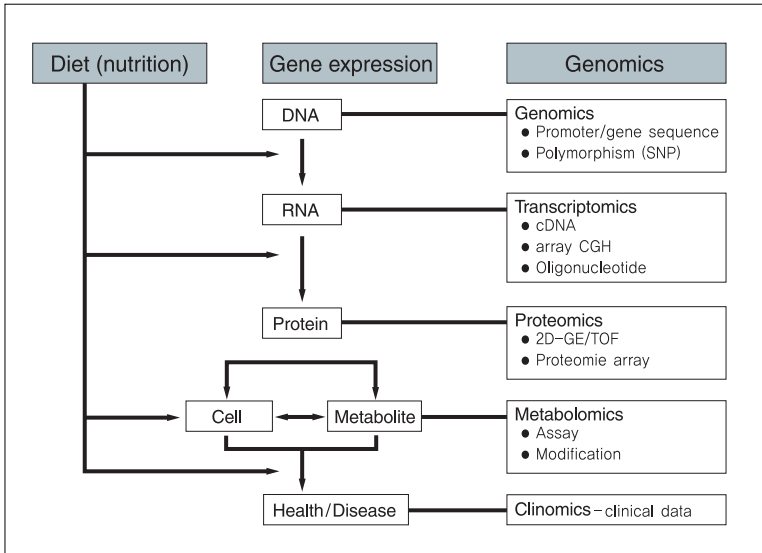 Diet (nutrition)
Gene expression
Genomics
DNA
Genomics
● Promoter/gene sequence
● Polymorphism (SNP)
RNA
Transcriptomics
● cDNA
● array CGH
● Oligonucleotide
Protein
Proteomics
● 2D-GE/TOF
● Proteomie array
Cell
Metabolite
Metabolomics
● Assay
● Modification
Health/Disease
Clinomics - clinical data